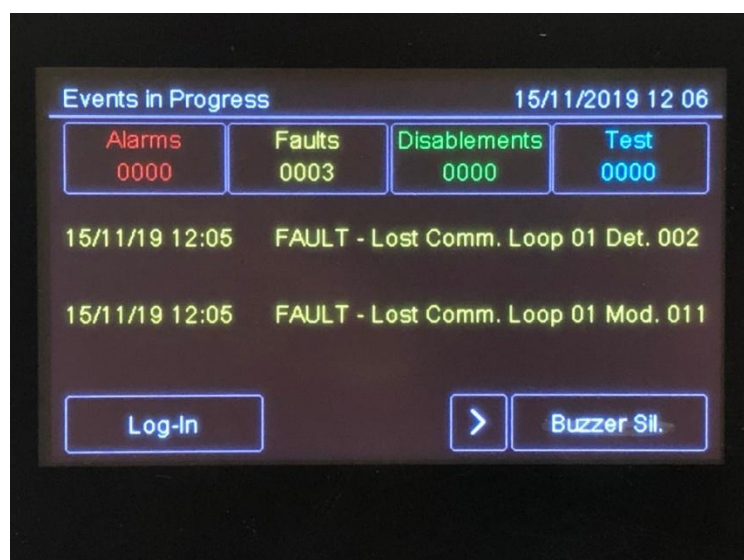 Events in Progress 15/11/2019 12 06
Alarms Faults Disablements Test
0000 0003 0000 0000
15/11/19 12:05 FAULT - Lost Comm. Loop 01 Det. 002
15/11/19 12:05 FAULT - Lost Comm. Loop 01 Mod. 011
Log-In > Buzzer Sil.